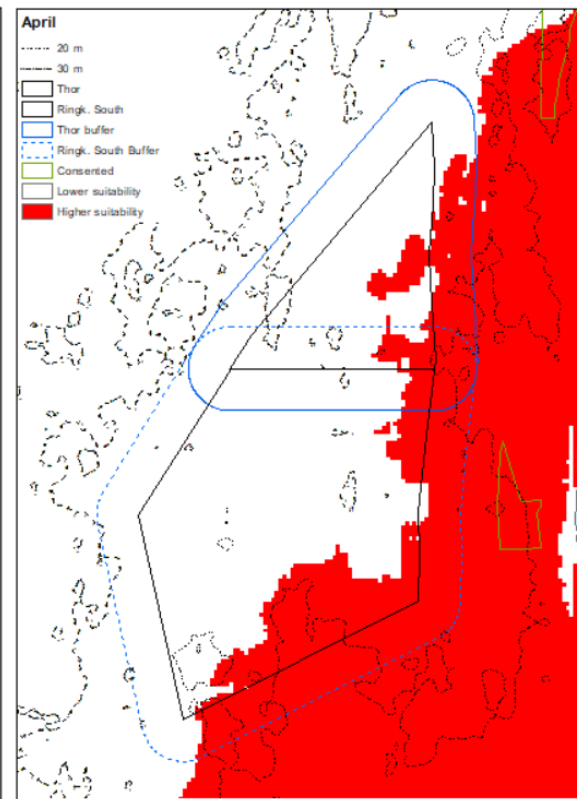 April
20 m
30 m
Thor
Ringk. South
Thor buffer
Ringk. South Buffer
Consented
Lower suitability
Higher suitability